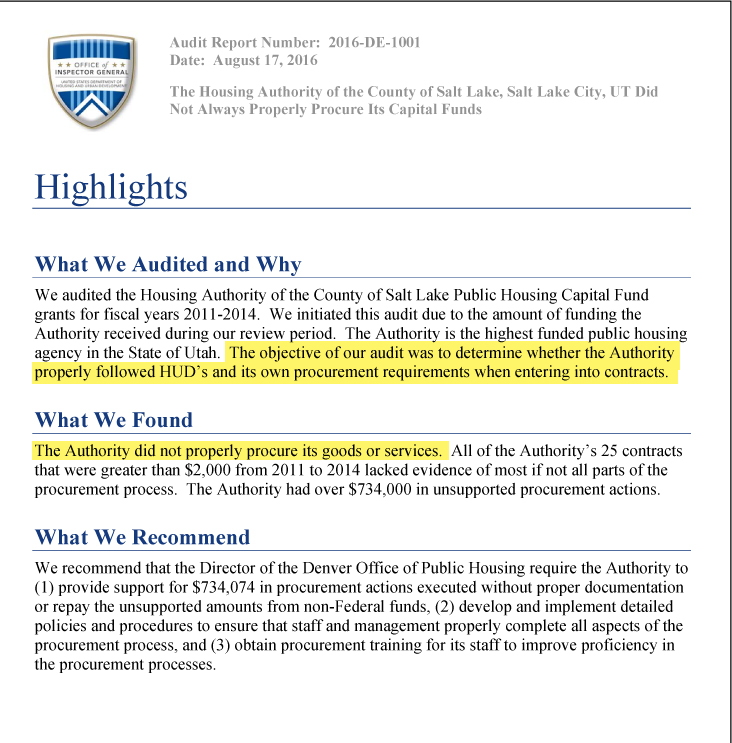 Audit Report Number: 2016-DE-1001
Date: August 17, 2016
The Housing Authority of the County of Salt Lake, Salt Lake City, UT Did
Not Always Properly Procure Its Capital Funds
★ ★ OFFICE of ★ ★
INSPECTOR GENERAL
UNITED STATES DEPARTMENT OF
HOUSING AND URBAN DEVELOPMENT
Highlights
What We Audited and Why
We audited the Housing Authority of the County of Salt Lake Public Housing Capital Fund
grants for fiscal years 2011-2014. We initiated this audit due to the amount of funding the
Authority received during our review period. The Authority is the highest funded public housing
agency in the State of Utah. The objective of our audit was to determine whether the Authority
properly followed HUD's and its own procurement requirements when entering into contracts.
What We Found
The Authority did not properly procure its goods or services. All of the Authority's 25 contracts
that were greater than $2,000 from 2011 to 2014 lacked evidence of most if not all parts of the
procurement process. The Authority had over $734,000 in unsupported procurement actions.
What We Recommend
We recommend that the Director of the Denver Office of Public Housing require the Authority to
(1) provide support for $734,074 in procurement actions executed without proper documentation
or repay the unsupported amounts from non-Federal funds, (2) develop and implement detailed
policies and procedures to ensure that staff and management properly complete all aspects of the
procurement process, and (3) obtain procurement training for its staff to improve proficiency in
the procurement processes.